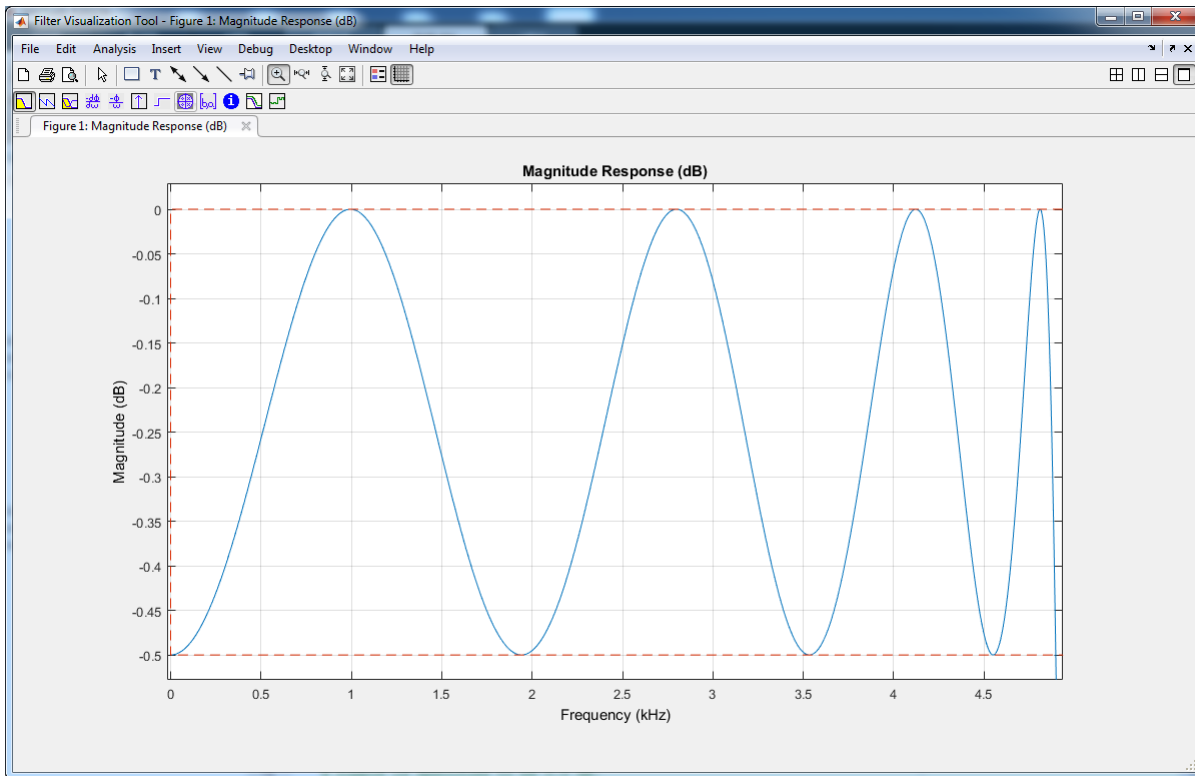 Filter Visualization Tool - Figure 1: Magnitude Response (dB)
File Edit Analysis Insert View Debug Desktop Window Help
Figure 1: Magnitude Response (dB)
Magnitude Response (dB)
0
-0.05
-0.1
-0.15
-0.2
-0.25
-0.3
-0.35
-0.4
-0.45
-0.5
Magnitude (dB)
0 0.5 1 1.5 2 2.5 3 3.5 4 4.5
Frequency (kHz)